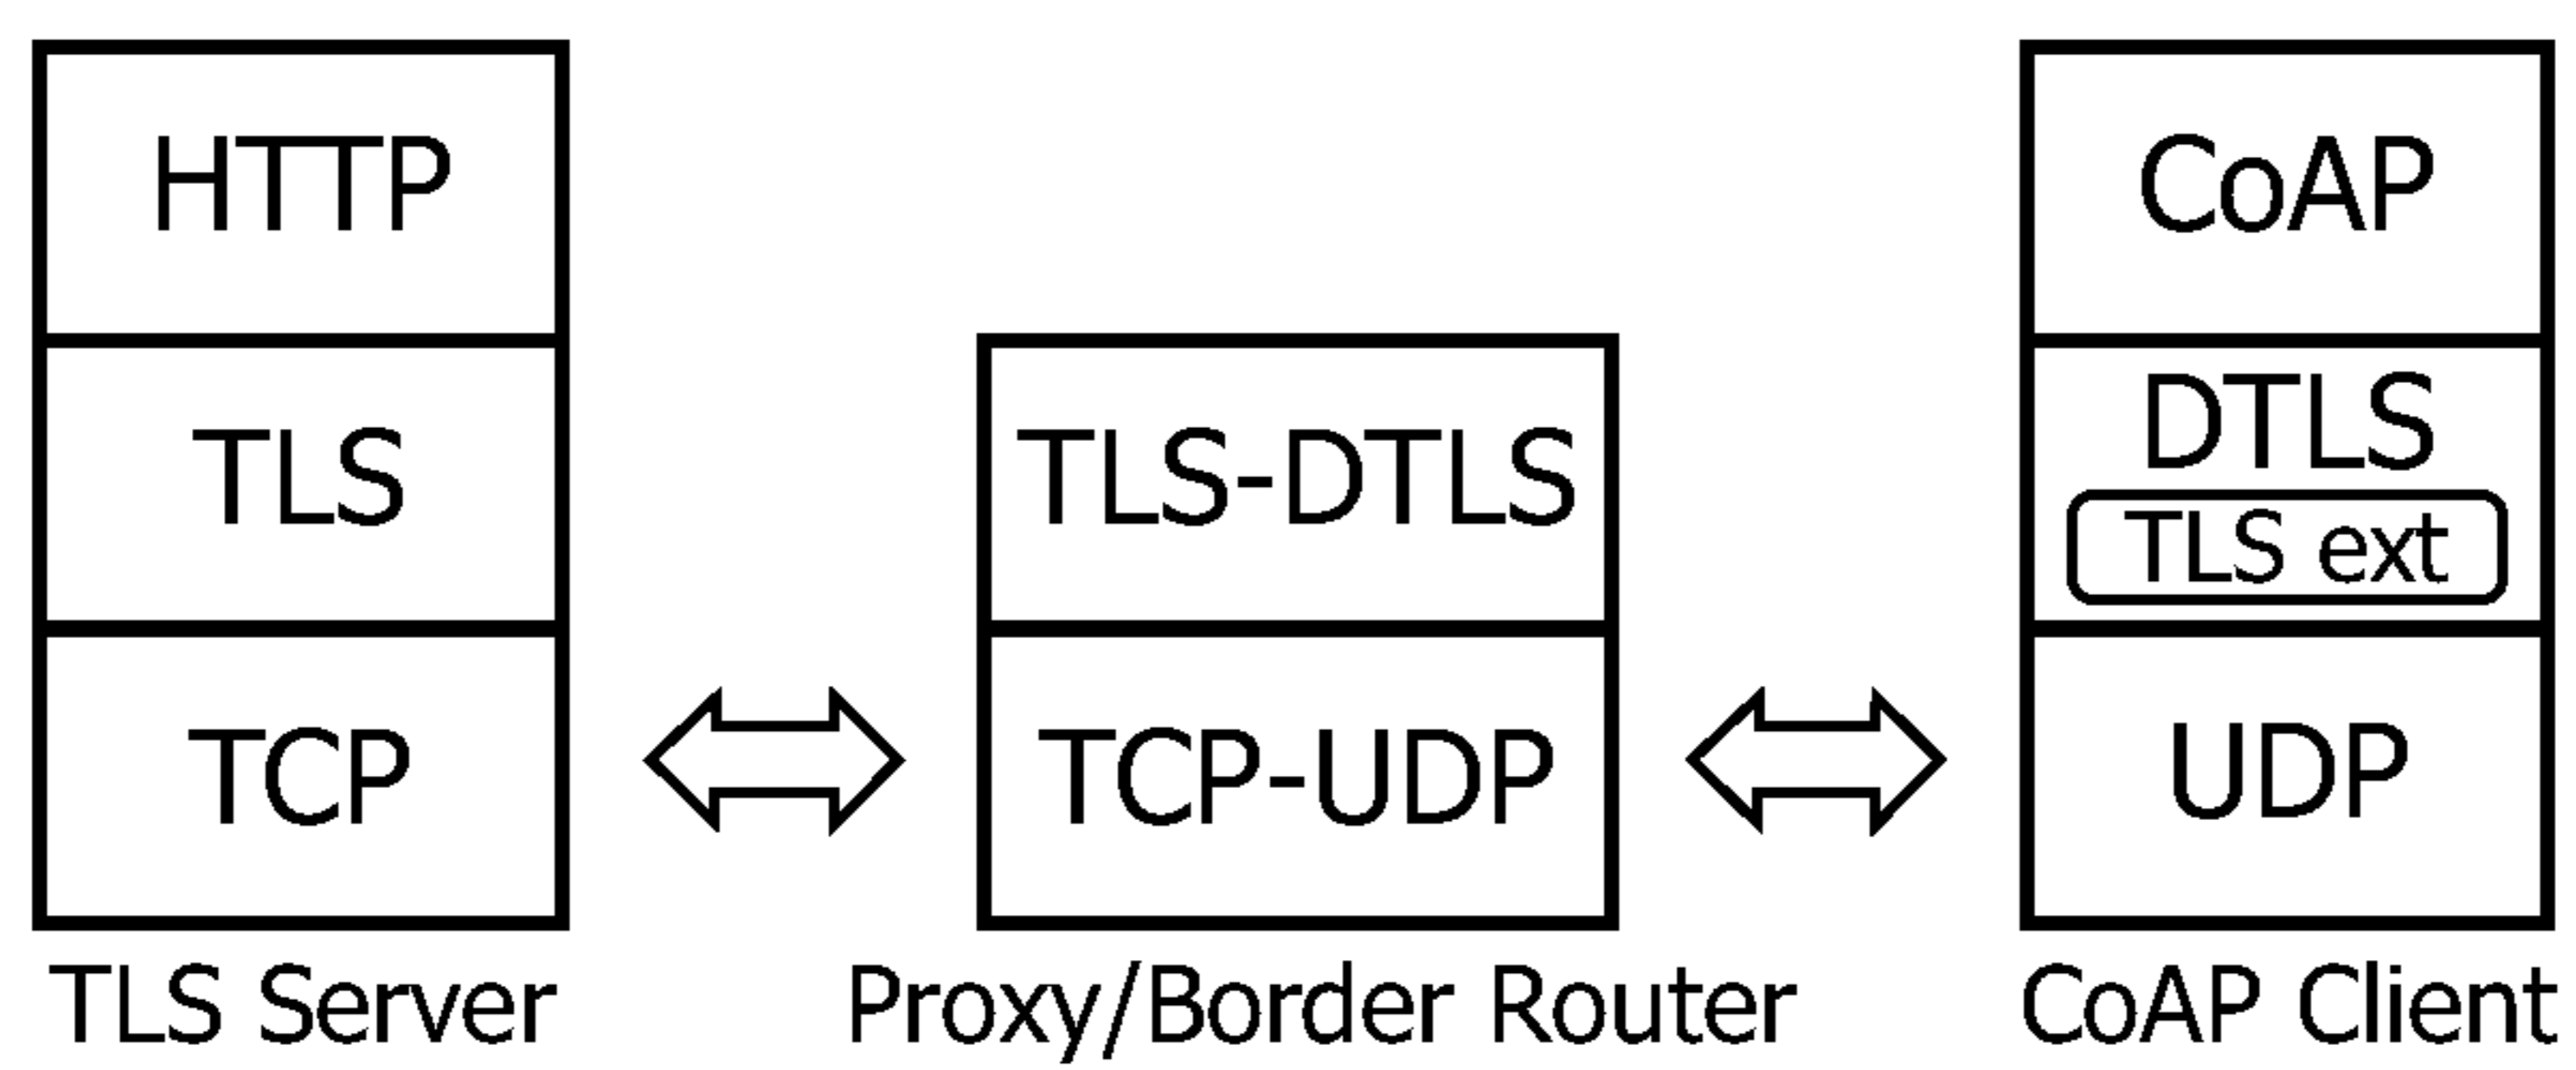 HTTP
TLS
TCP
TLS Server
TLS-DTLS
TCP-UDP
Proxy/Border Router
CoAP
DTLS
TLS ext
UDP
CoAP Client